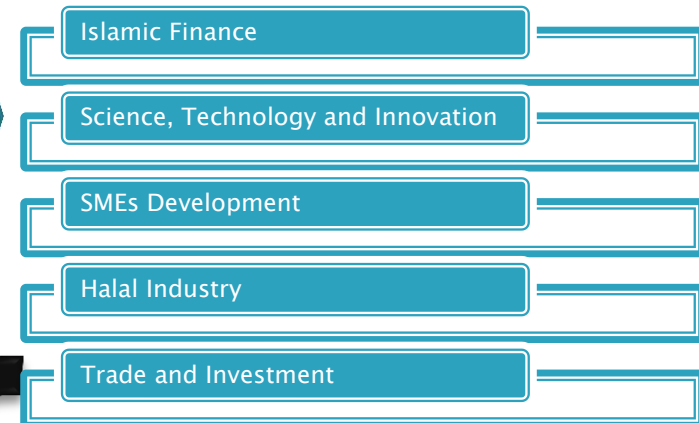 Islamic Finance
Science, Technology and Innovation
SMEs Development
Halal Industry
Trade and Investment